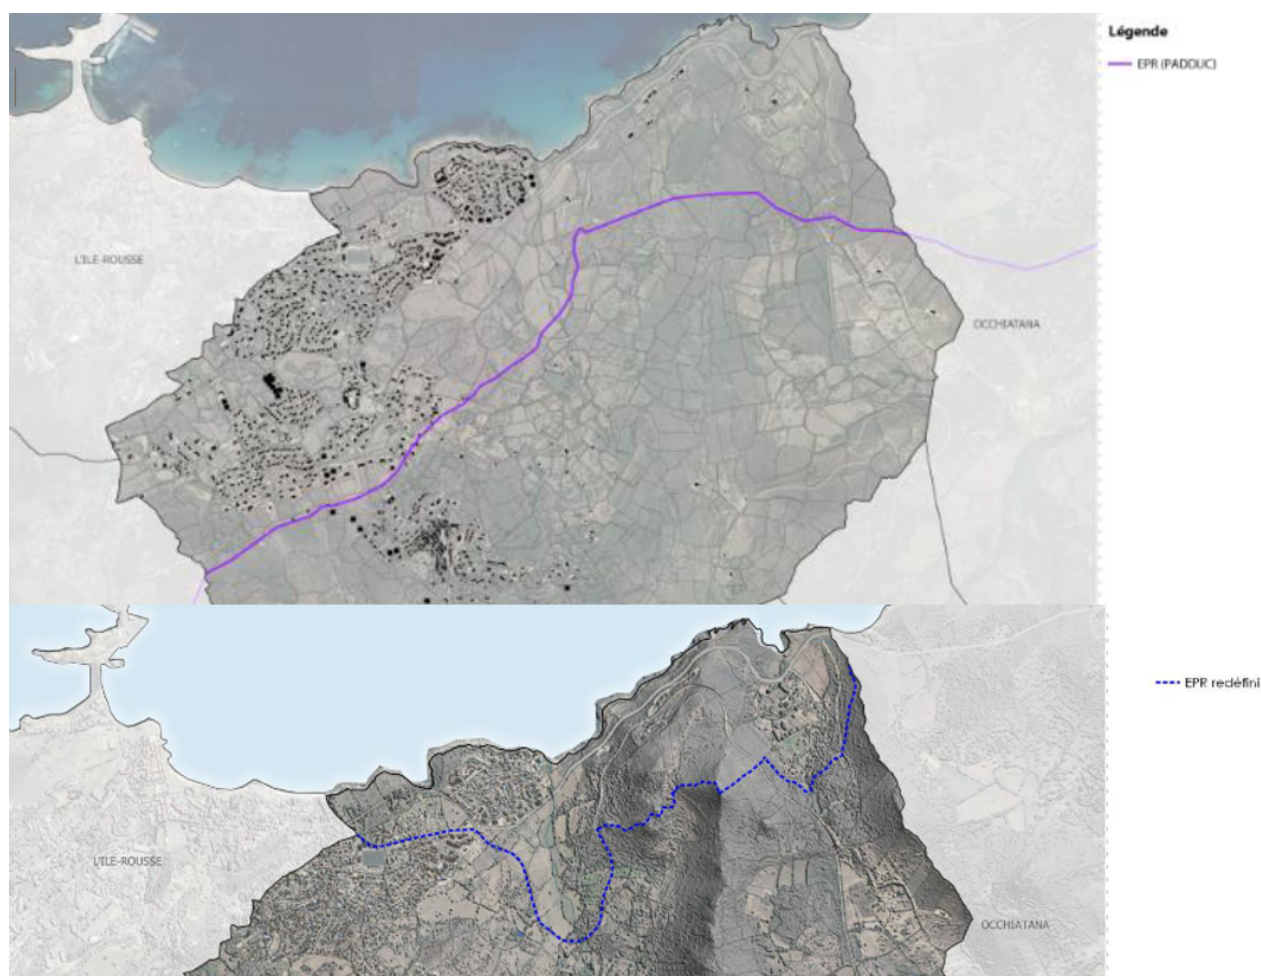 Légende
EPR (PADDUC)
L'ILE-ROUSSE
OCCHIATANA
EPR redéfini
L'ILE-ROUSSE
OCCHIATANA